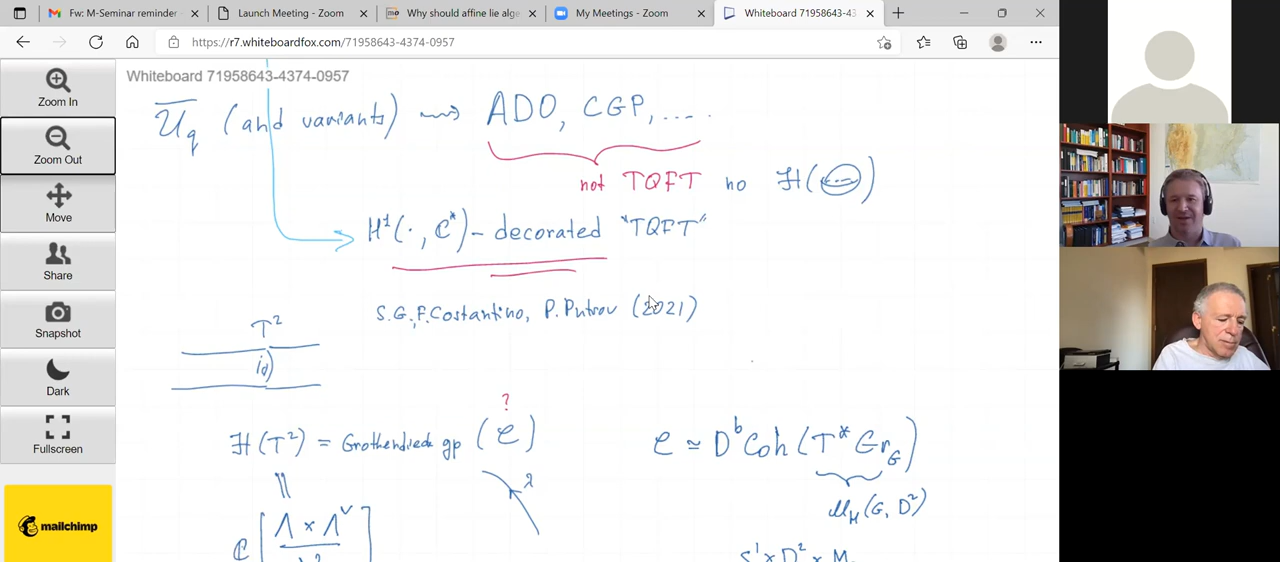 Fw: M-Seminar reminder
Launch Meeting - Zoom
Why should affine lie alge
My Meetings - Zoom
Whiteboard 71958643-43
https://r7.whiteboardfox.com/71958643-4374-0957
Whiteboard 71958643-4374-0957
Zoom In
Zoom Out
Move
Share
Snapshot
Dark
Fullscreen
mailchimp
Ū_q (and variants) ⟿ ADO, CGP, ....
not TQFT no ℋ( )
H¹(·, ℂ*) - decorated "TQFT"
S.G., F.Costantino, P. Putrov (2021)
T²
id
?
ℋ(T²) = Grothendieck gp (𝒞)
λ
𝒞 ≃ D^b Coh (T* Gr_G)
𝓜_H (G, D²)
ℂ [Λ × Λ^∨]
S¹ × D² × M